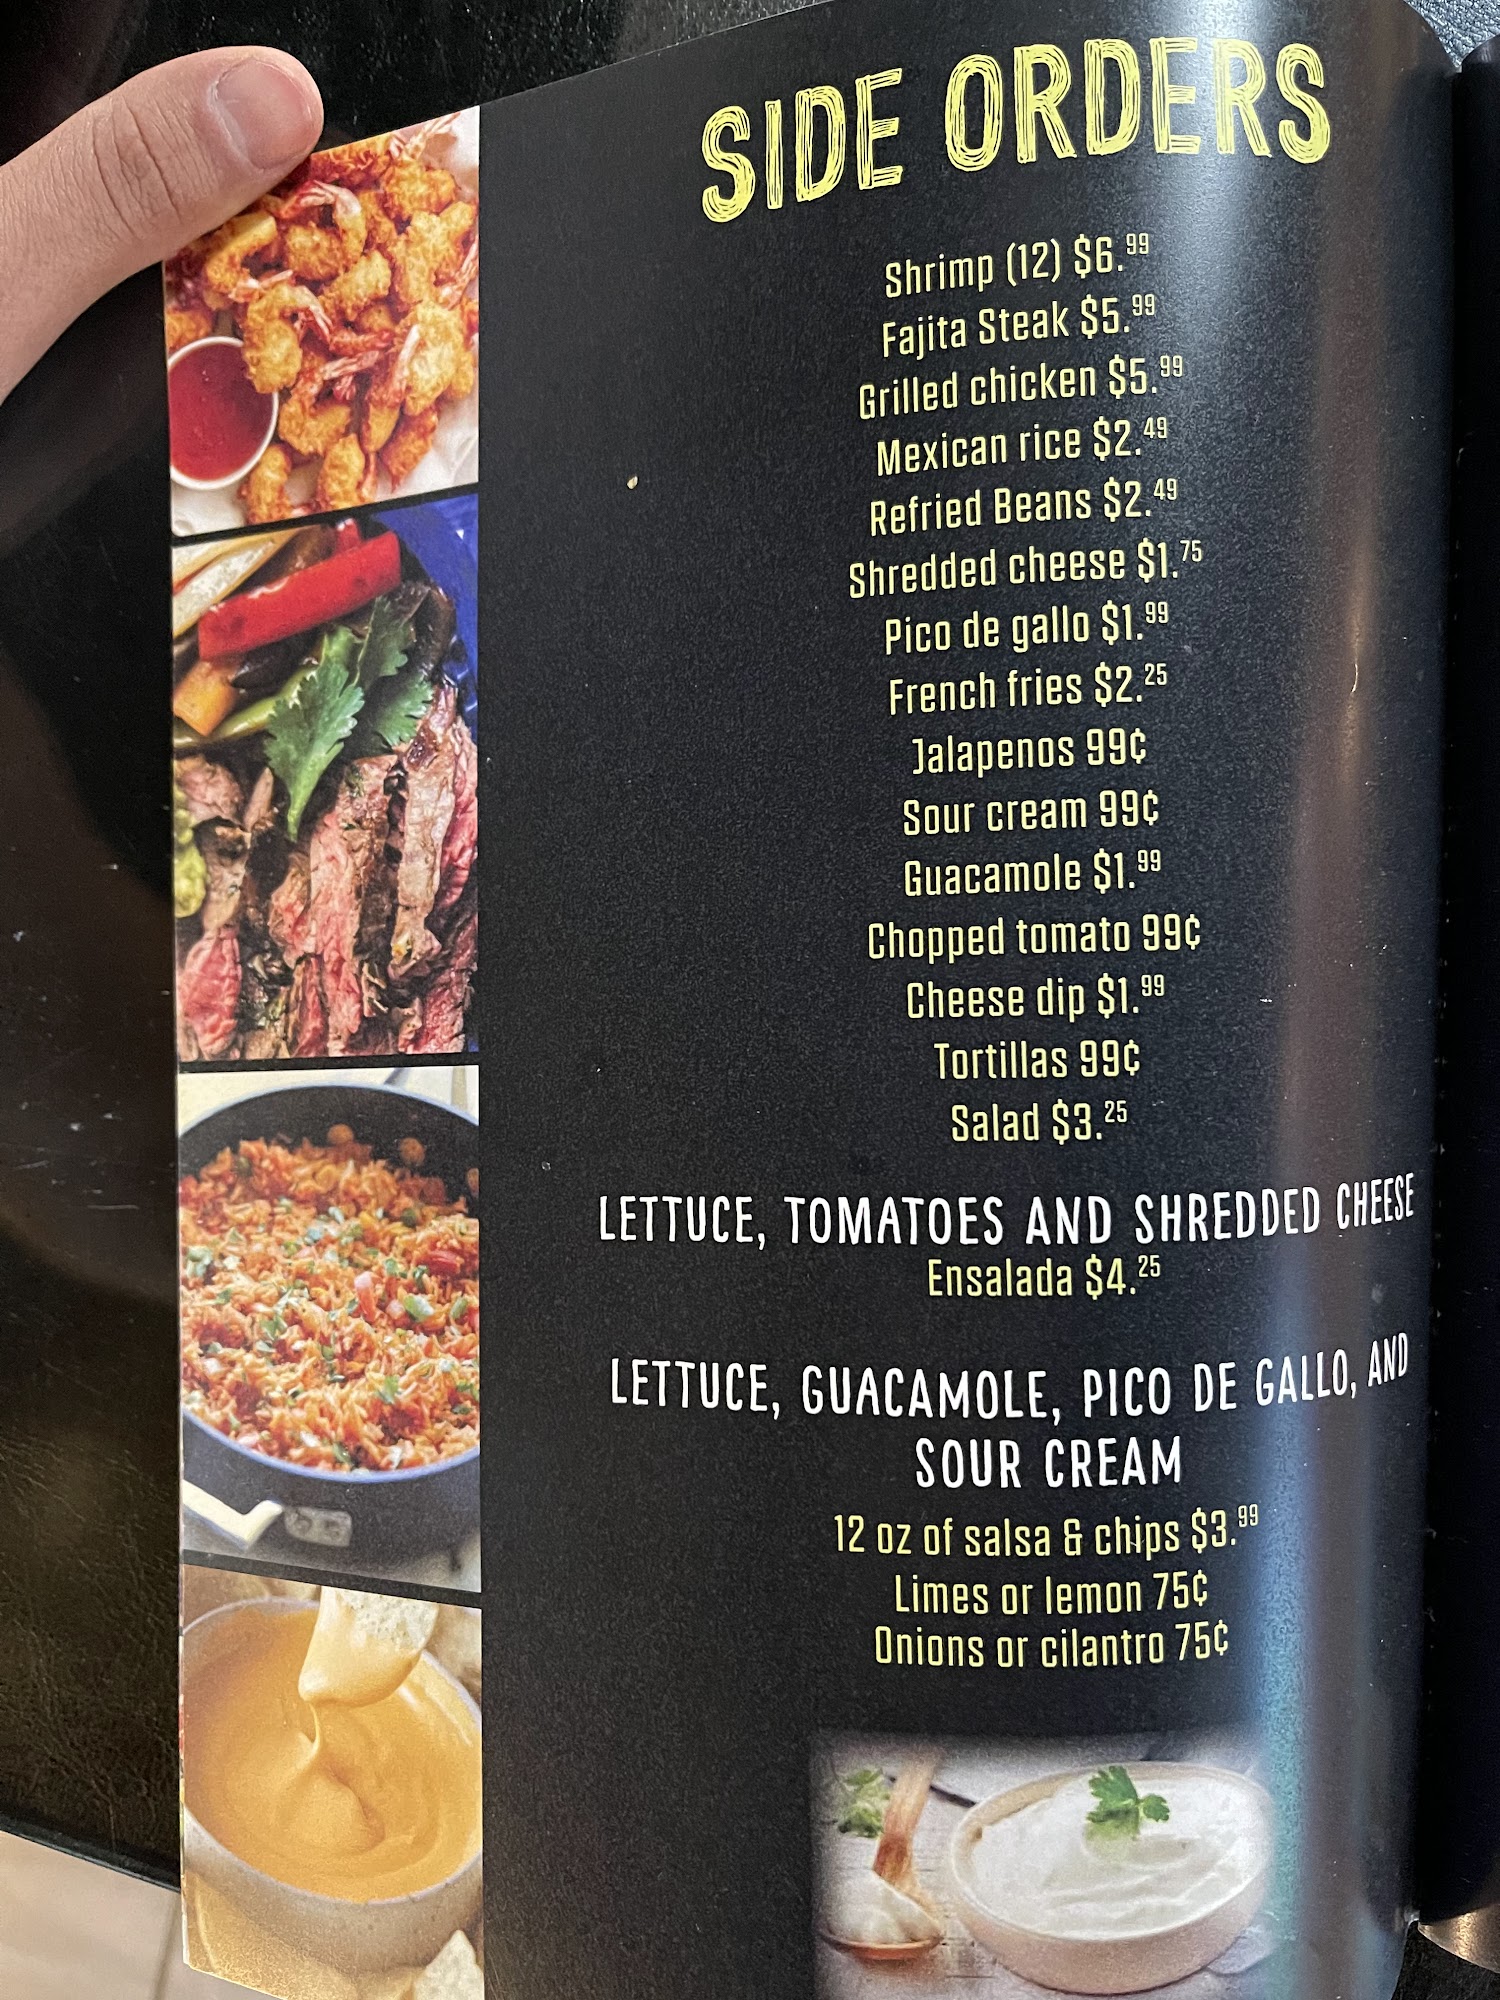 SIDE ORDERS
Shrimp (12) $6.99
Fajita Steak $5.99
Grilled chicken $5.99
Mexican rice $2.49
Refried Beans $2.49
Shredded cheese $1.75
Pico de gallo $1.99
French fries $2.25
Jalapenos 99¢
Sour cream 99¢
Guacamole $1.99
Chopped tomato 99¢
Cheese dip $1.99
Tortillas 99¢
Salad $3.25
LETTUCE, TOMATOES AND SHREDDED CHEESE
Ensalada $4.25
LETTUCE, GUACAMOLE, PICO DE GALLO, AND
SOUR CREAM
12 oz of salsa & chips $3.99
Limes or lemon 75¢
Onions or cilantro 75¢